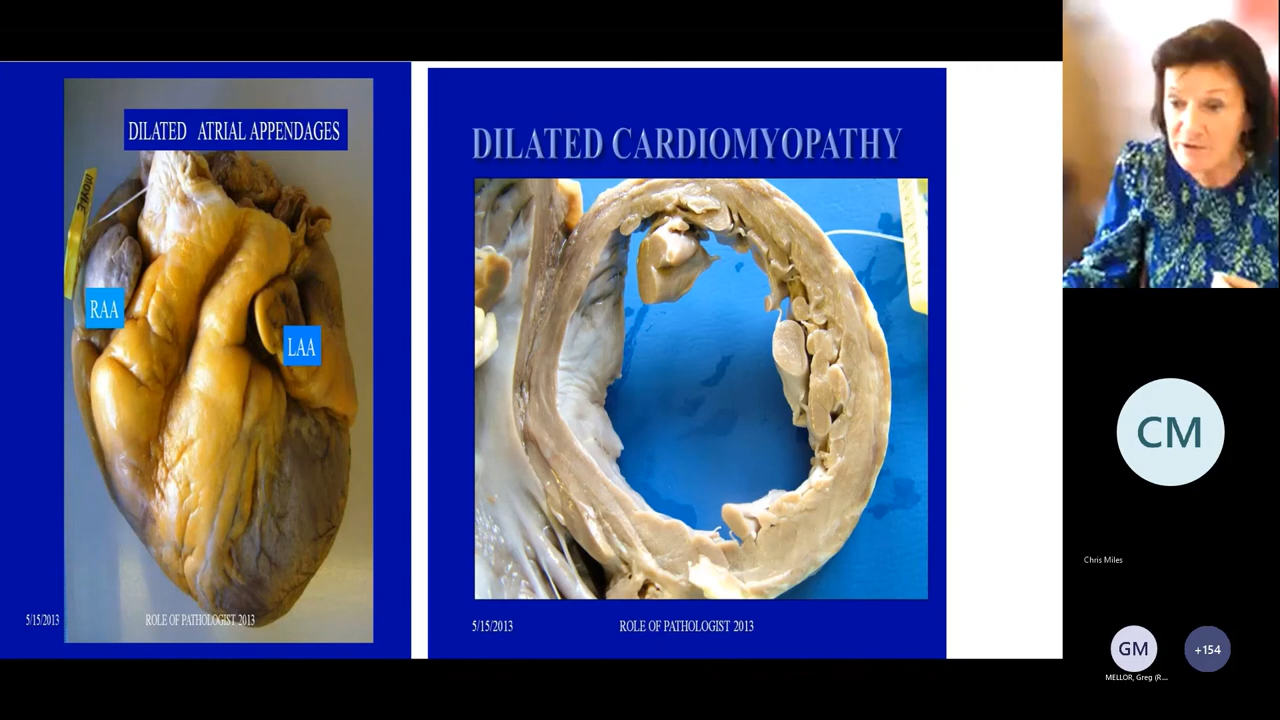 DILATED ATRIAL APPENDAGES
RAA
LAA
5/15/2013
ROLE OF PATHOLOGIST 2013
DILATED CARDIOMYOPATHY
5/15/2013
ROLE OF PATHOLOGIST 2013
CM
Chris Miles
GM
+154
MELLOR, Greg (R...